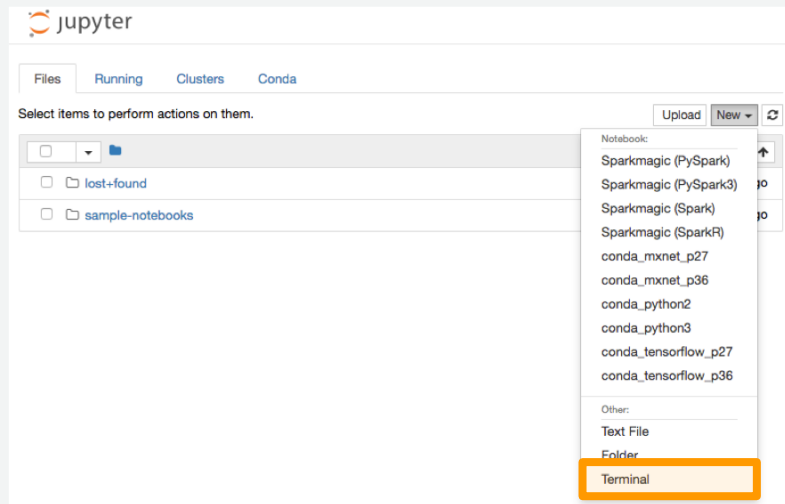 jupyter
Files Running Clusters Conda
Select items to perform actions on them.
Upload New
Notebook:
Sparkmagic (PySpark)
Sparkmagic (PySpark3)
Sparkmagic (Spark)
Sparkmagic (SparkR)
conda_mxnet_p27
conda_mxnet_p36
conda_python2
conda_python3
conda_tensorflow_p27
conda_tensorflow_p36
Other:
Text File
Folder
Terminal
lost+found
go
sample-notebooks
go